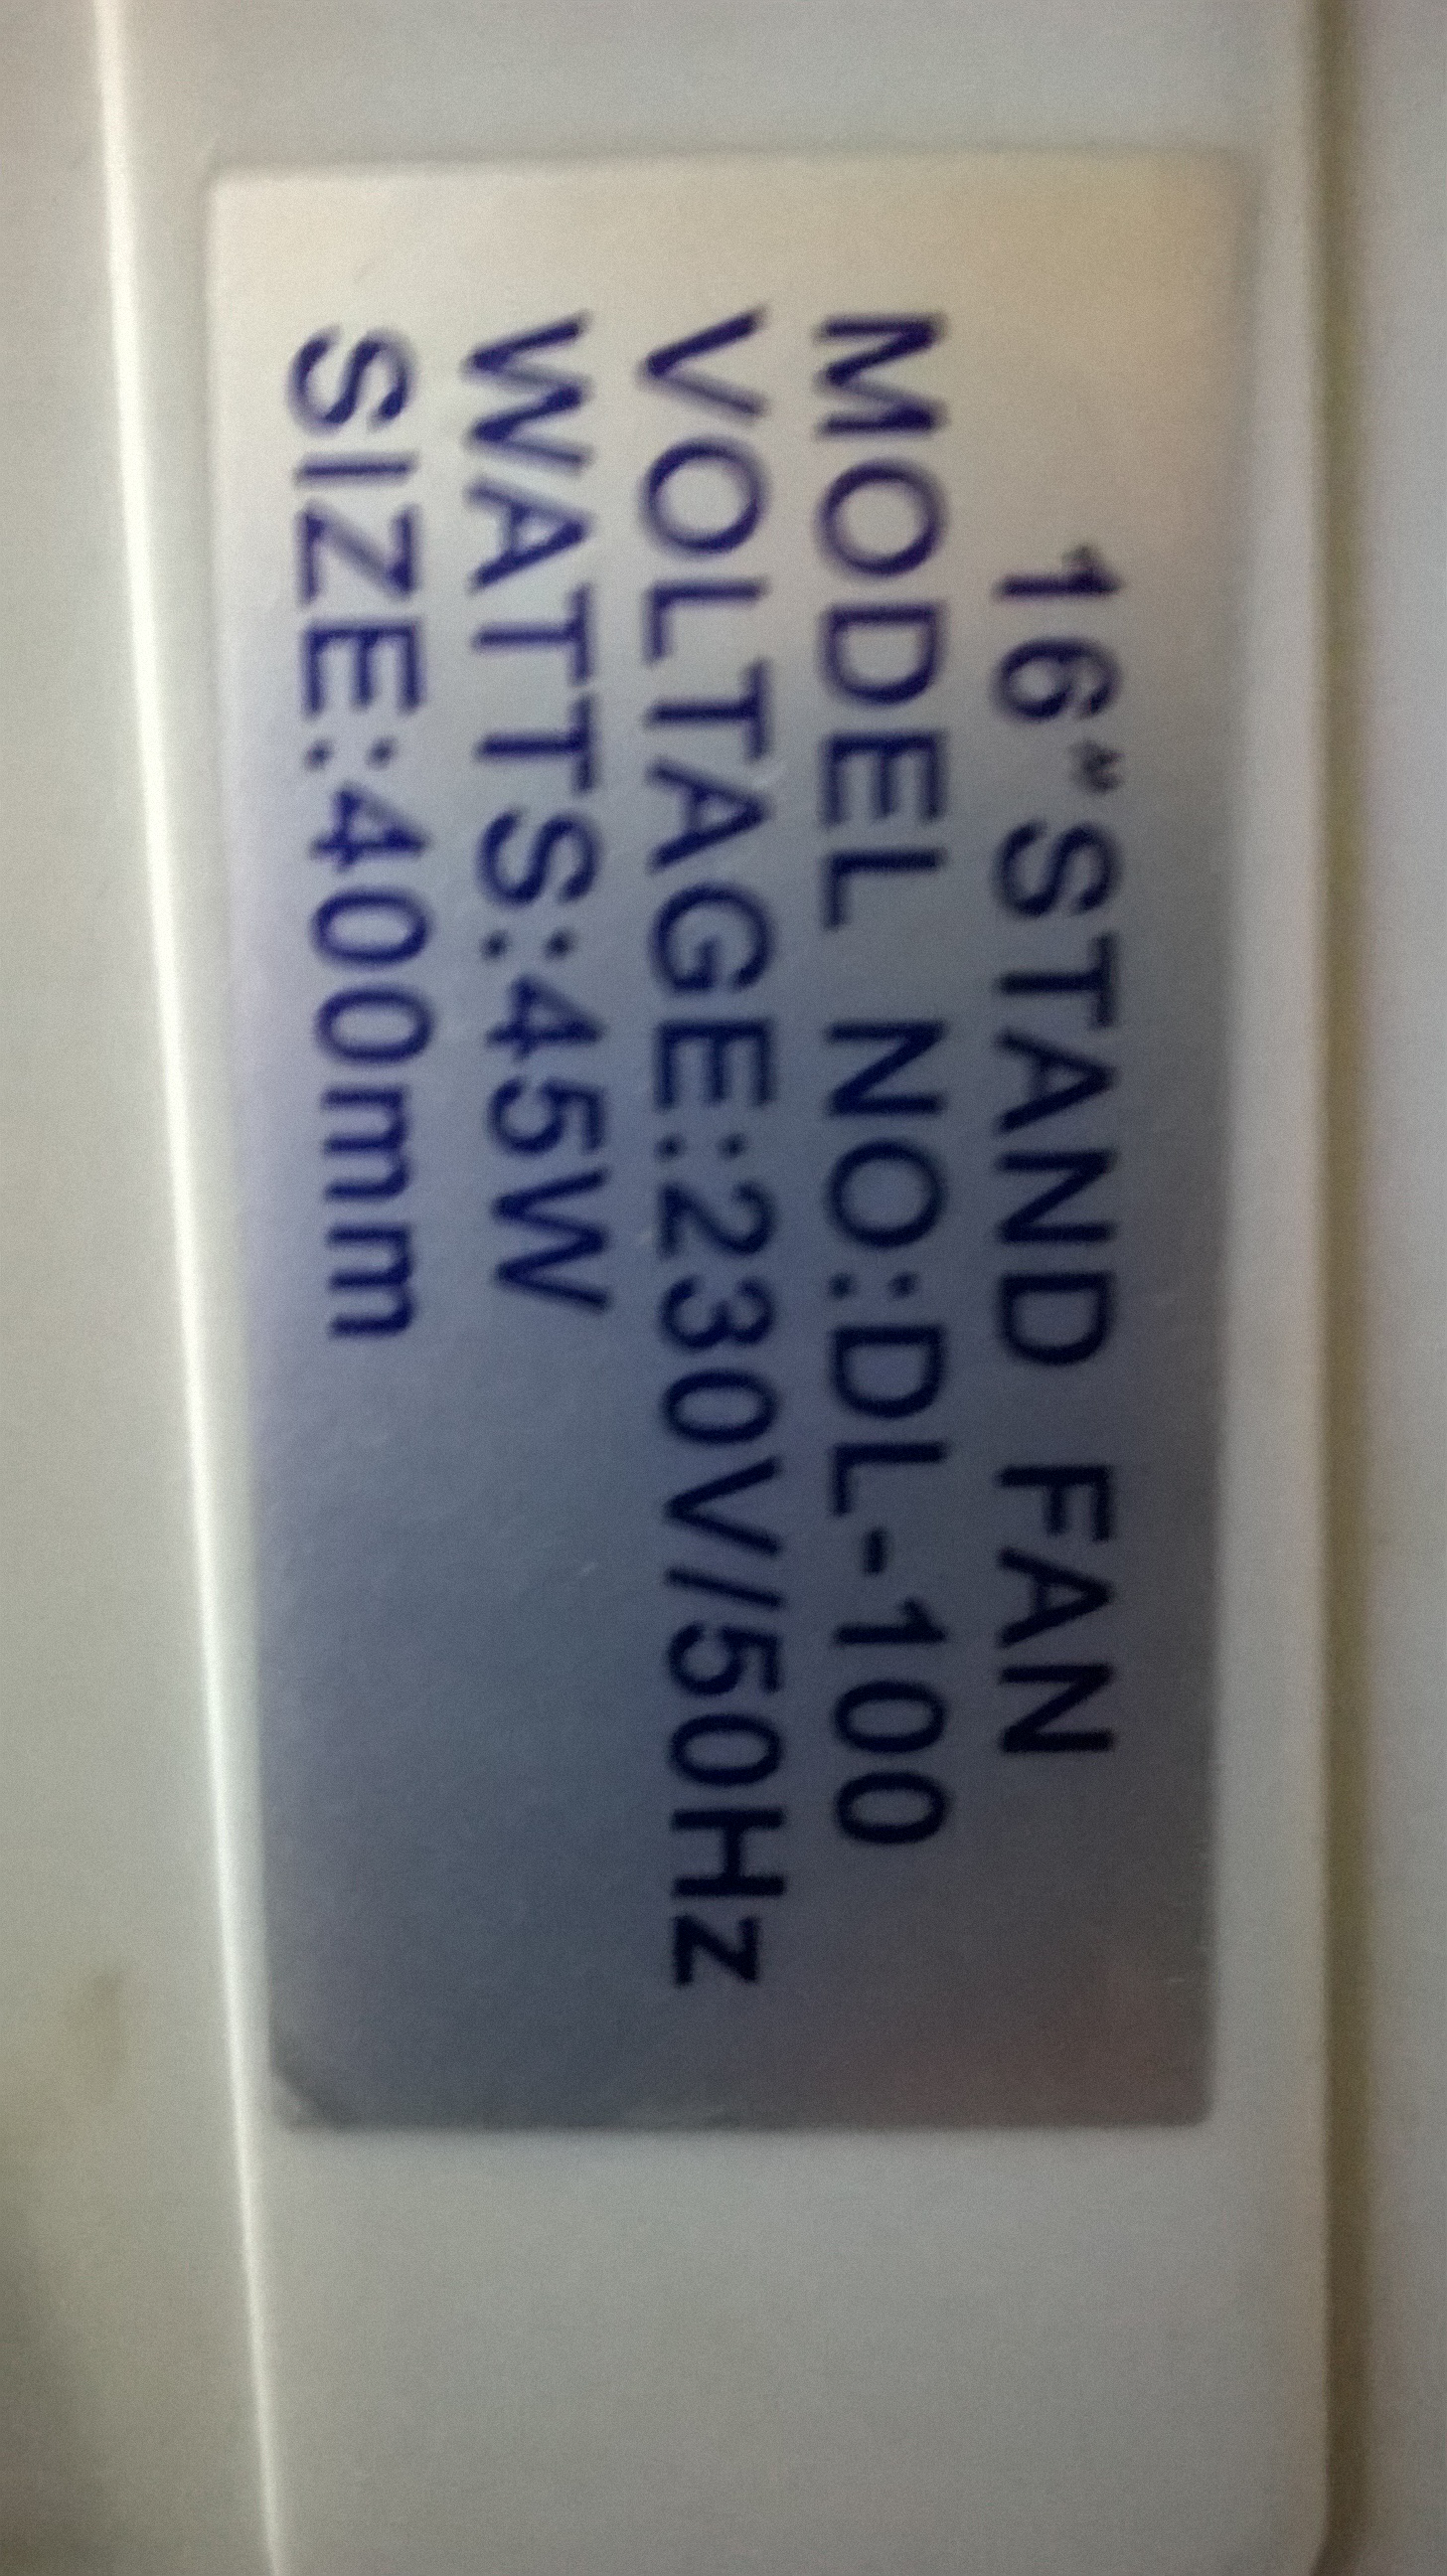 16" STAND FAN
MODEL NO:DL-100
VOLTAGE:230V/50Hz
WATTS:45W
SIZE:400mm